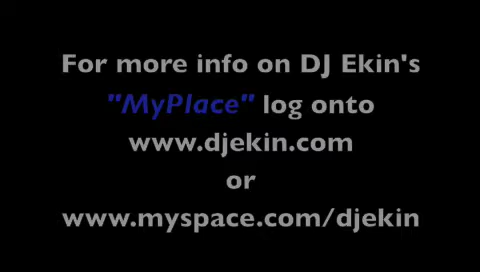 For more info on DJ Ekin's
"MyPlace" log onto
www.djekin.com
or
www.myspace.com/djekin